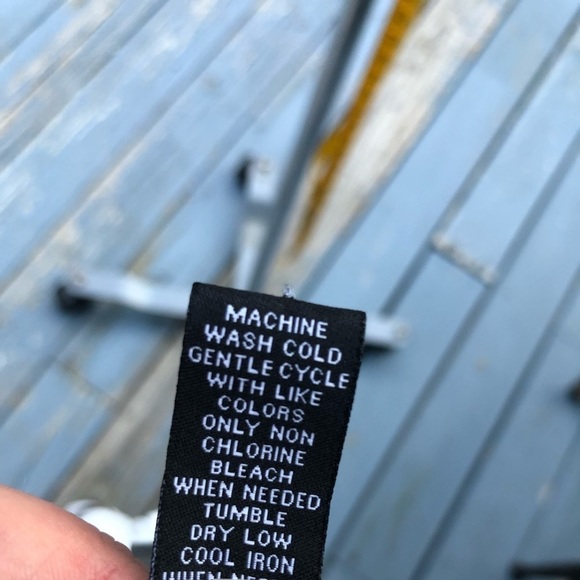 MACHINE
WASH COLD
GENTLE CYCLE
WITH LIKE
COLORS
ONLY NON
CHLORINE
BLEACH
WHEN NEEDED
TUMBLE
DRY LOW
COOL IRON
WHEN